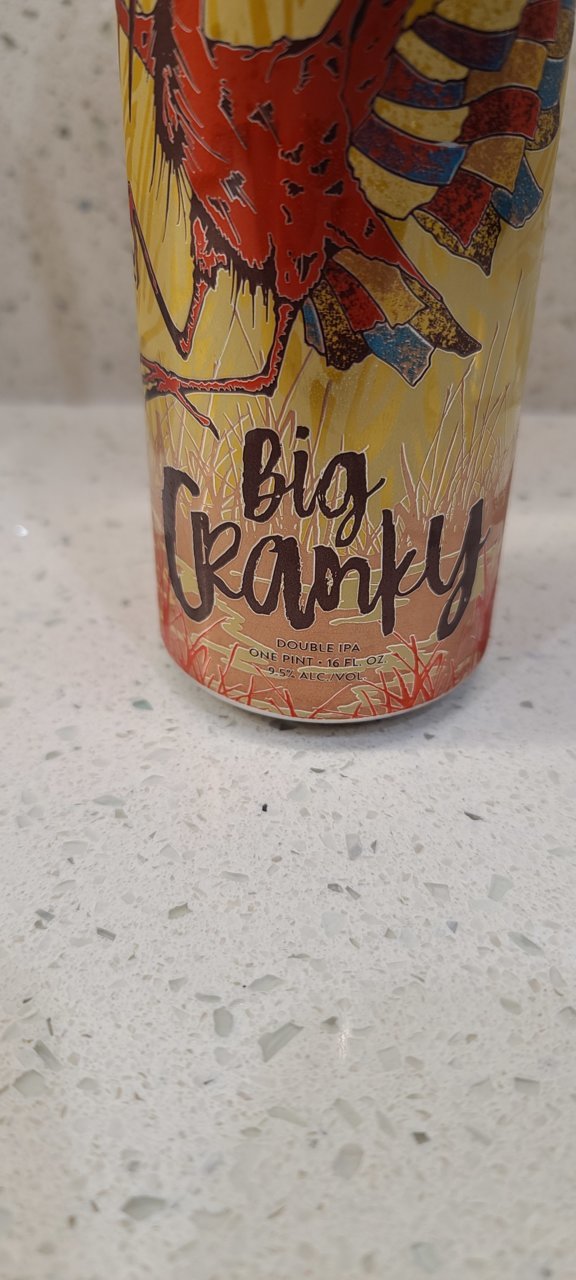 Big
Cranky
DOUBLE IPA
ONE PINT • 16 FL. OZ.
9.5% ALC./VOL.